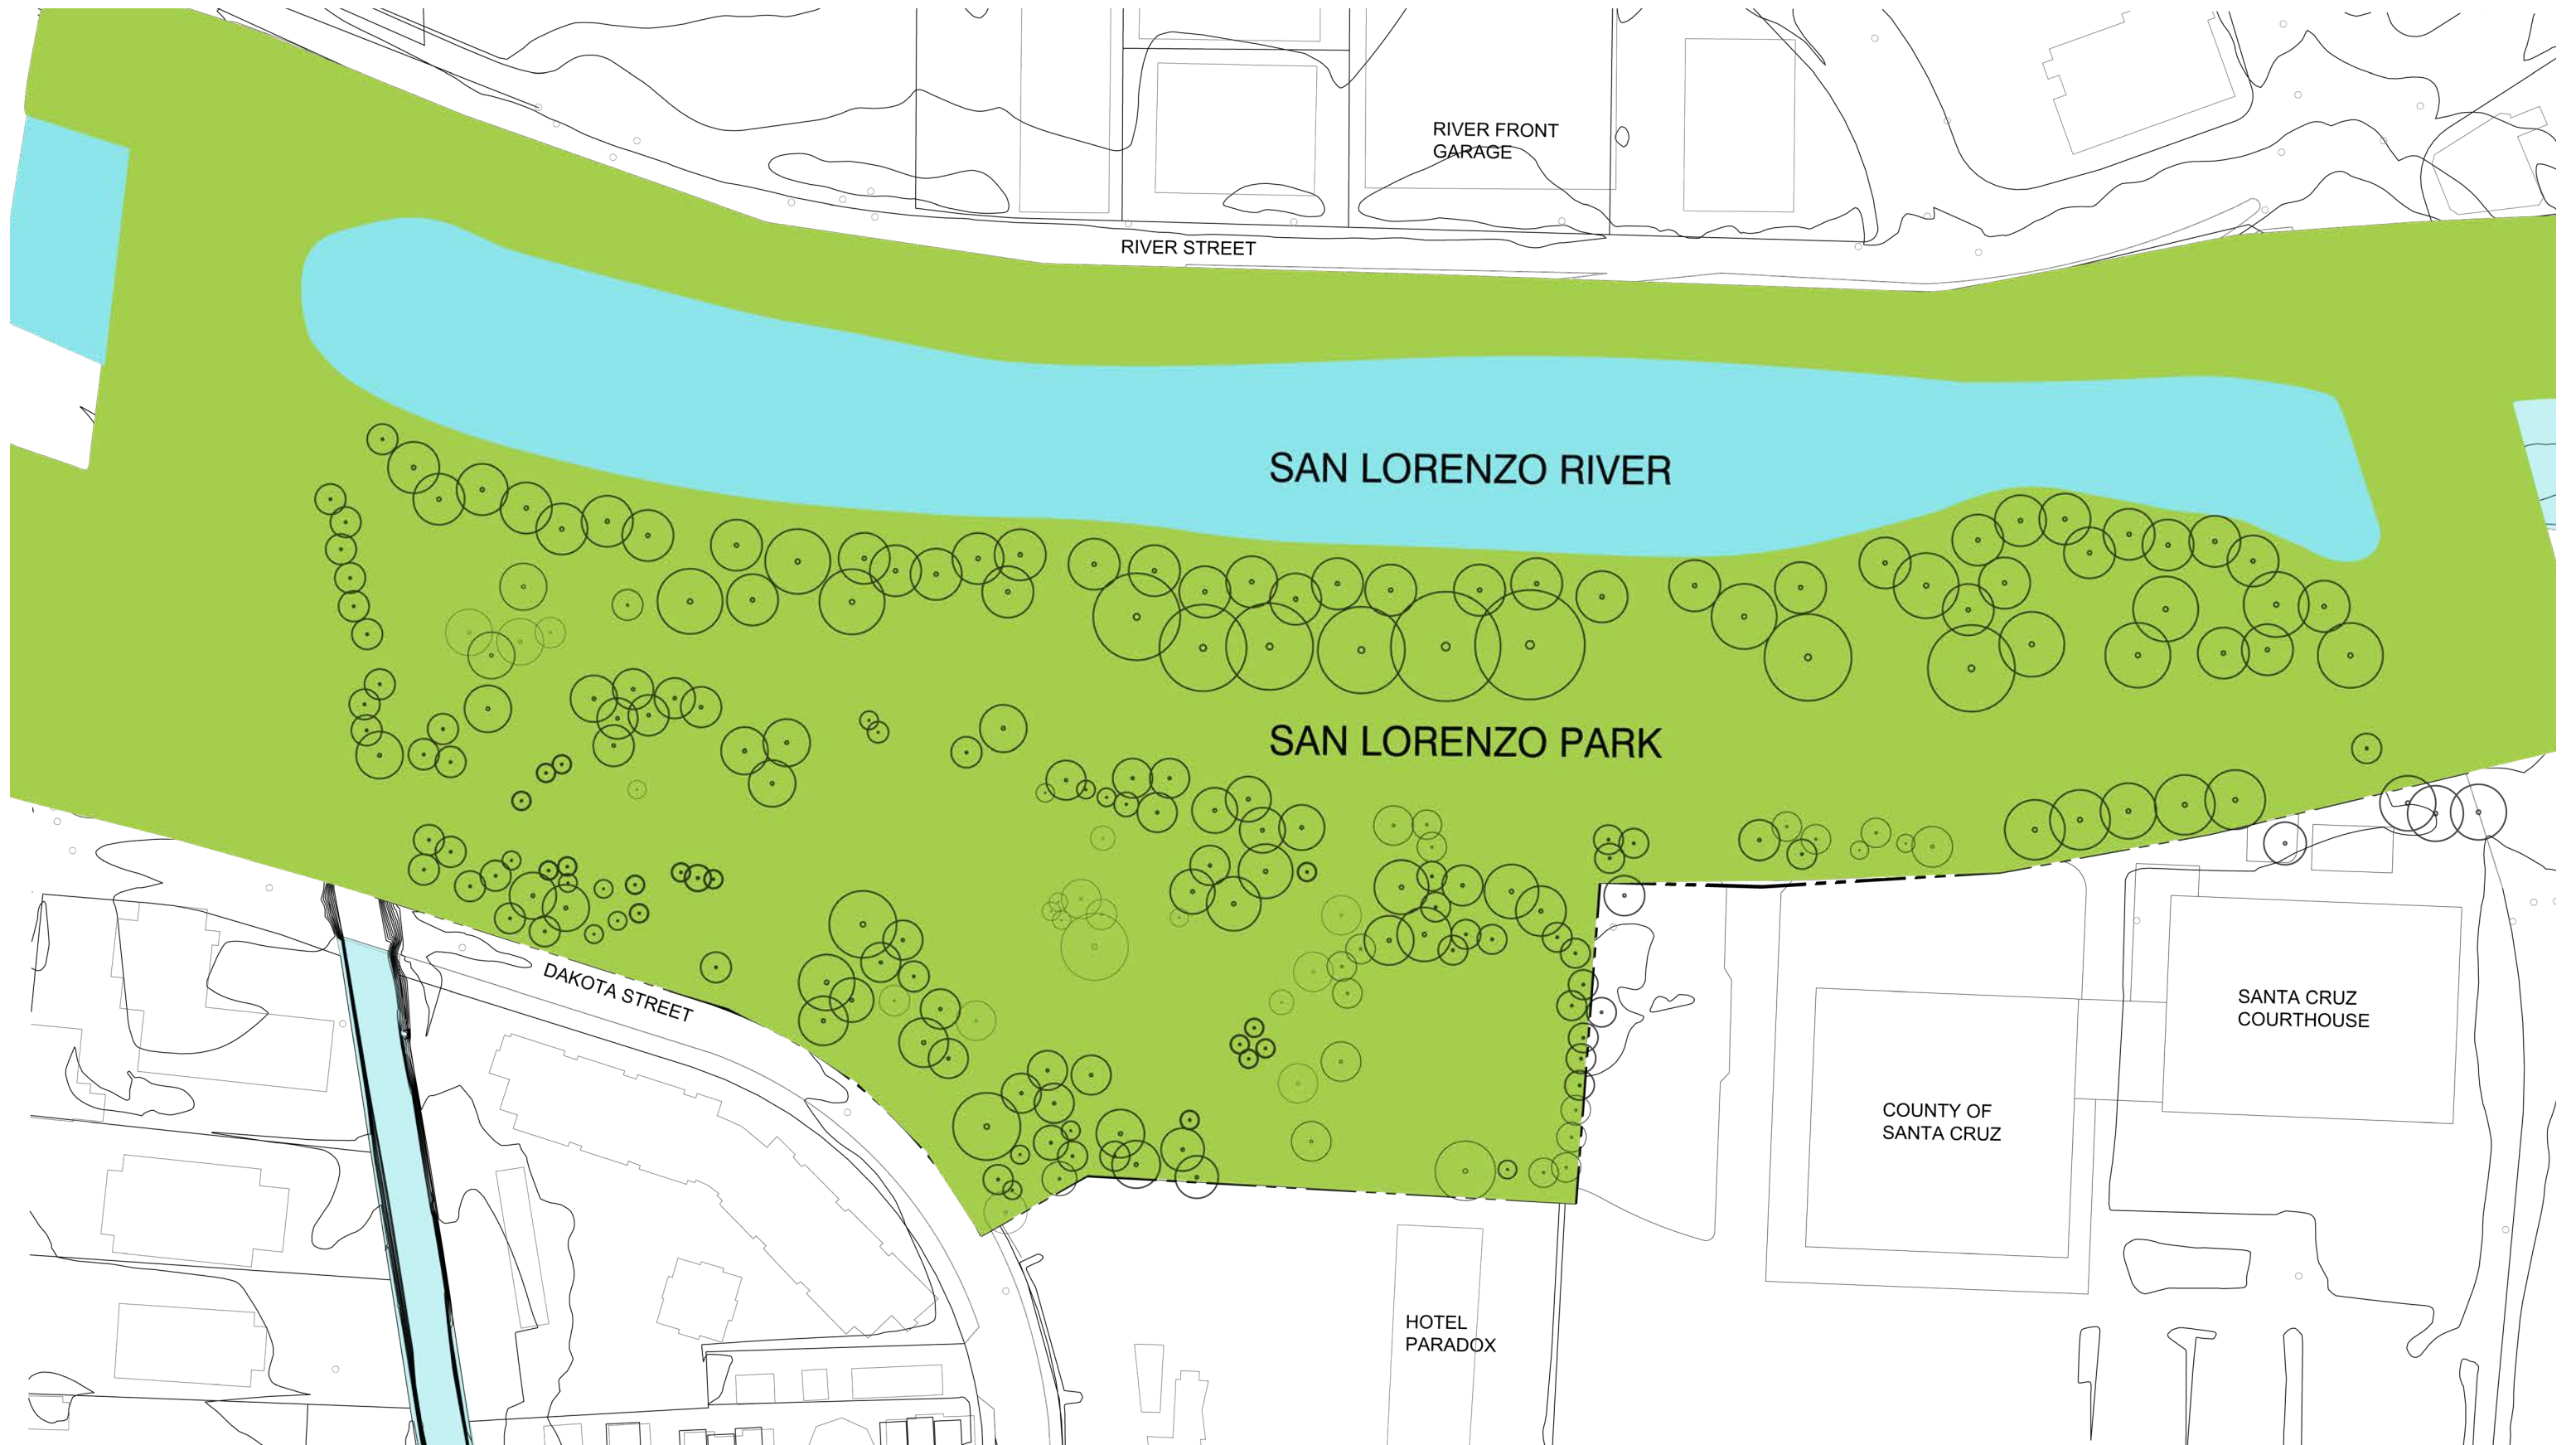 RIVER FRONT
GARAGE
RIVER STREET
SAN LORENZO RIVER
SAN LORENZO PARK
DAKOTA STREET
SANTA CRUZ
COURTHOUSE
COUNTY OF
SANTA CRUZ
HOTEL
PARADOX